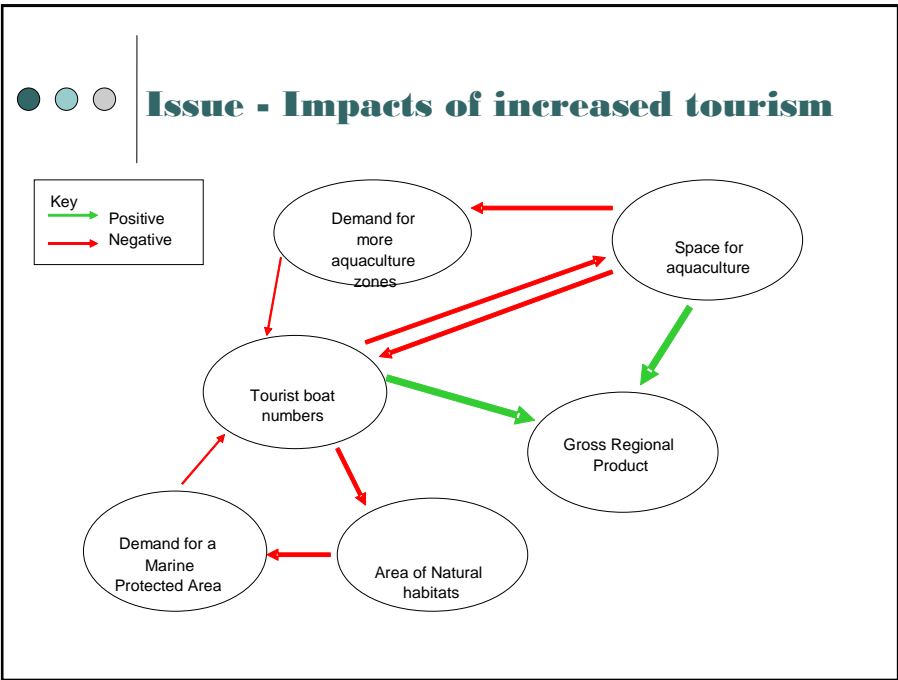 Issue - Impacts of increased tourism
Key
Positive
Negative
Demand for
more
aquaculture
zones
Space for
aquaculture
Tourist boat
numbers
Gross Regional
Product
Demand for a
Marine
Protected Area
Area of Natural
habitats